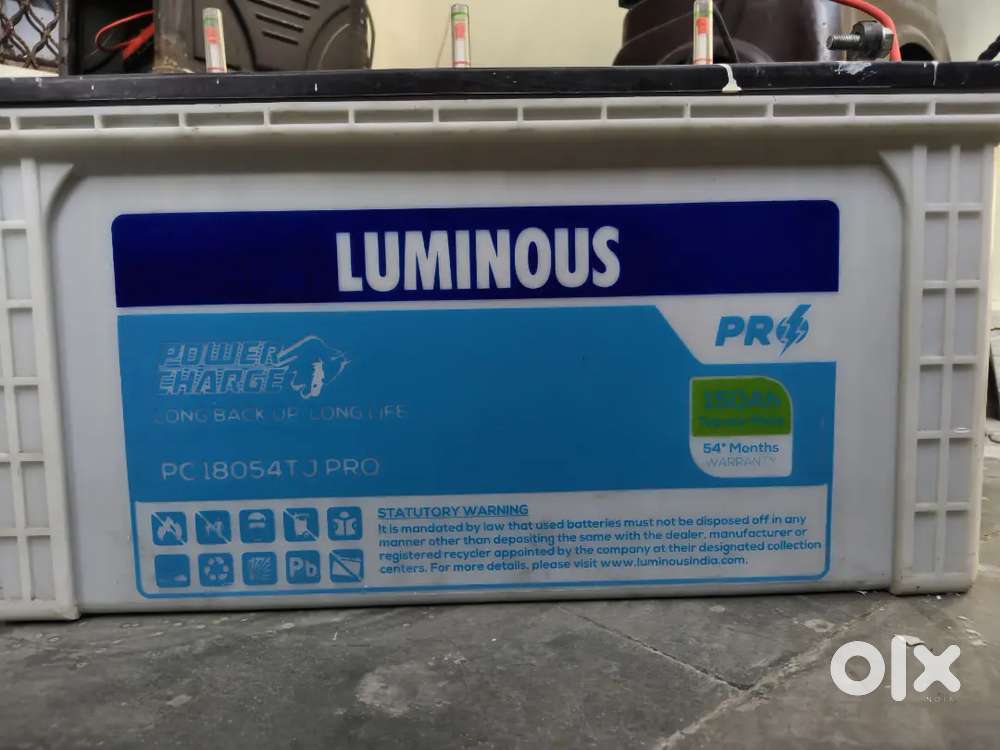 LUMINOUS
PRO
POWER
CHARGE
LONG BACK UP, LONG LIFE
150Ah
54* Months
WARRANTY
PC 18054TJ PRO
STATUTORY WARNING
It is mandated by law that used batteries must not be disposed off in any
manner other than depositing the same with the dealer, manufacturer or
registered recycler appointed by the company at their designated collection
centers. For more details, please visit www.luminousindia.com.
Pb
olx
INDIA